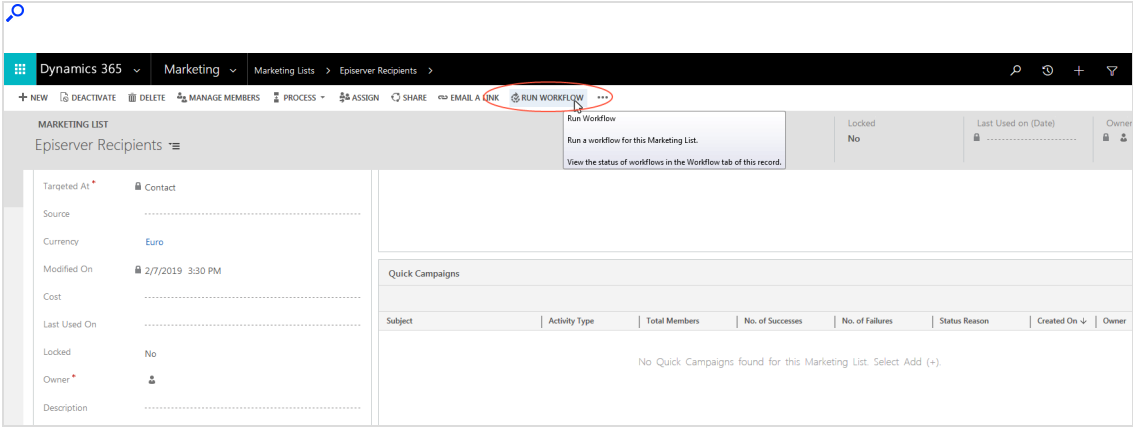 Dynamics 365 Marketing Marketing Lists > Episerver Recipients >
+ NEW DEACTIVATE DELETE MANAGE MEMBERS PROCESS ASSIGN SHARE EMAIL A LINK RUN WORKFLOW •••
MARKETING LIST
Episerver Recipients
Run Workflow
Run a workflow for this Marketing List.
View the status of workflows in the Workflow tab of this record.
Locked
No
Last Used on (Date)
Owner
Targeted At * Contact
Source
Currency Euro
Modified On 2/7/2019 3:30 PM
Cost
Last Used On
Locked No
Owner *
Description
Quick Campaigns
Subject Activity Type Total Members No. of Successes No. of Failures Status Reason Created On ↓ Owner
No Quick Campaigns found for this Marketing List. Select Add (+).